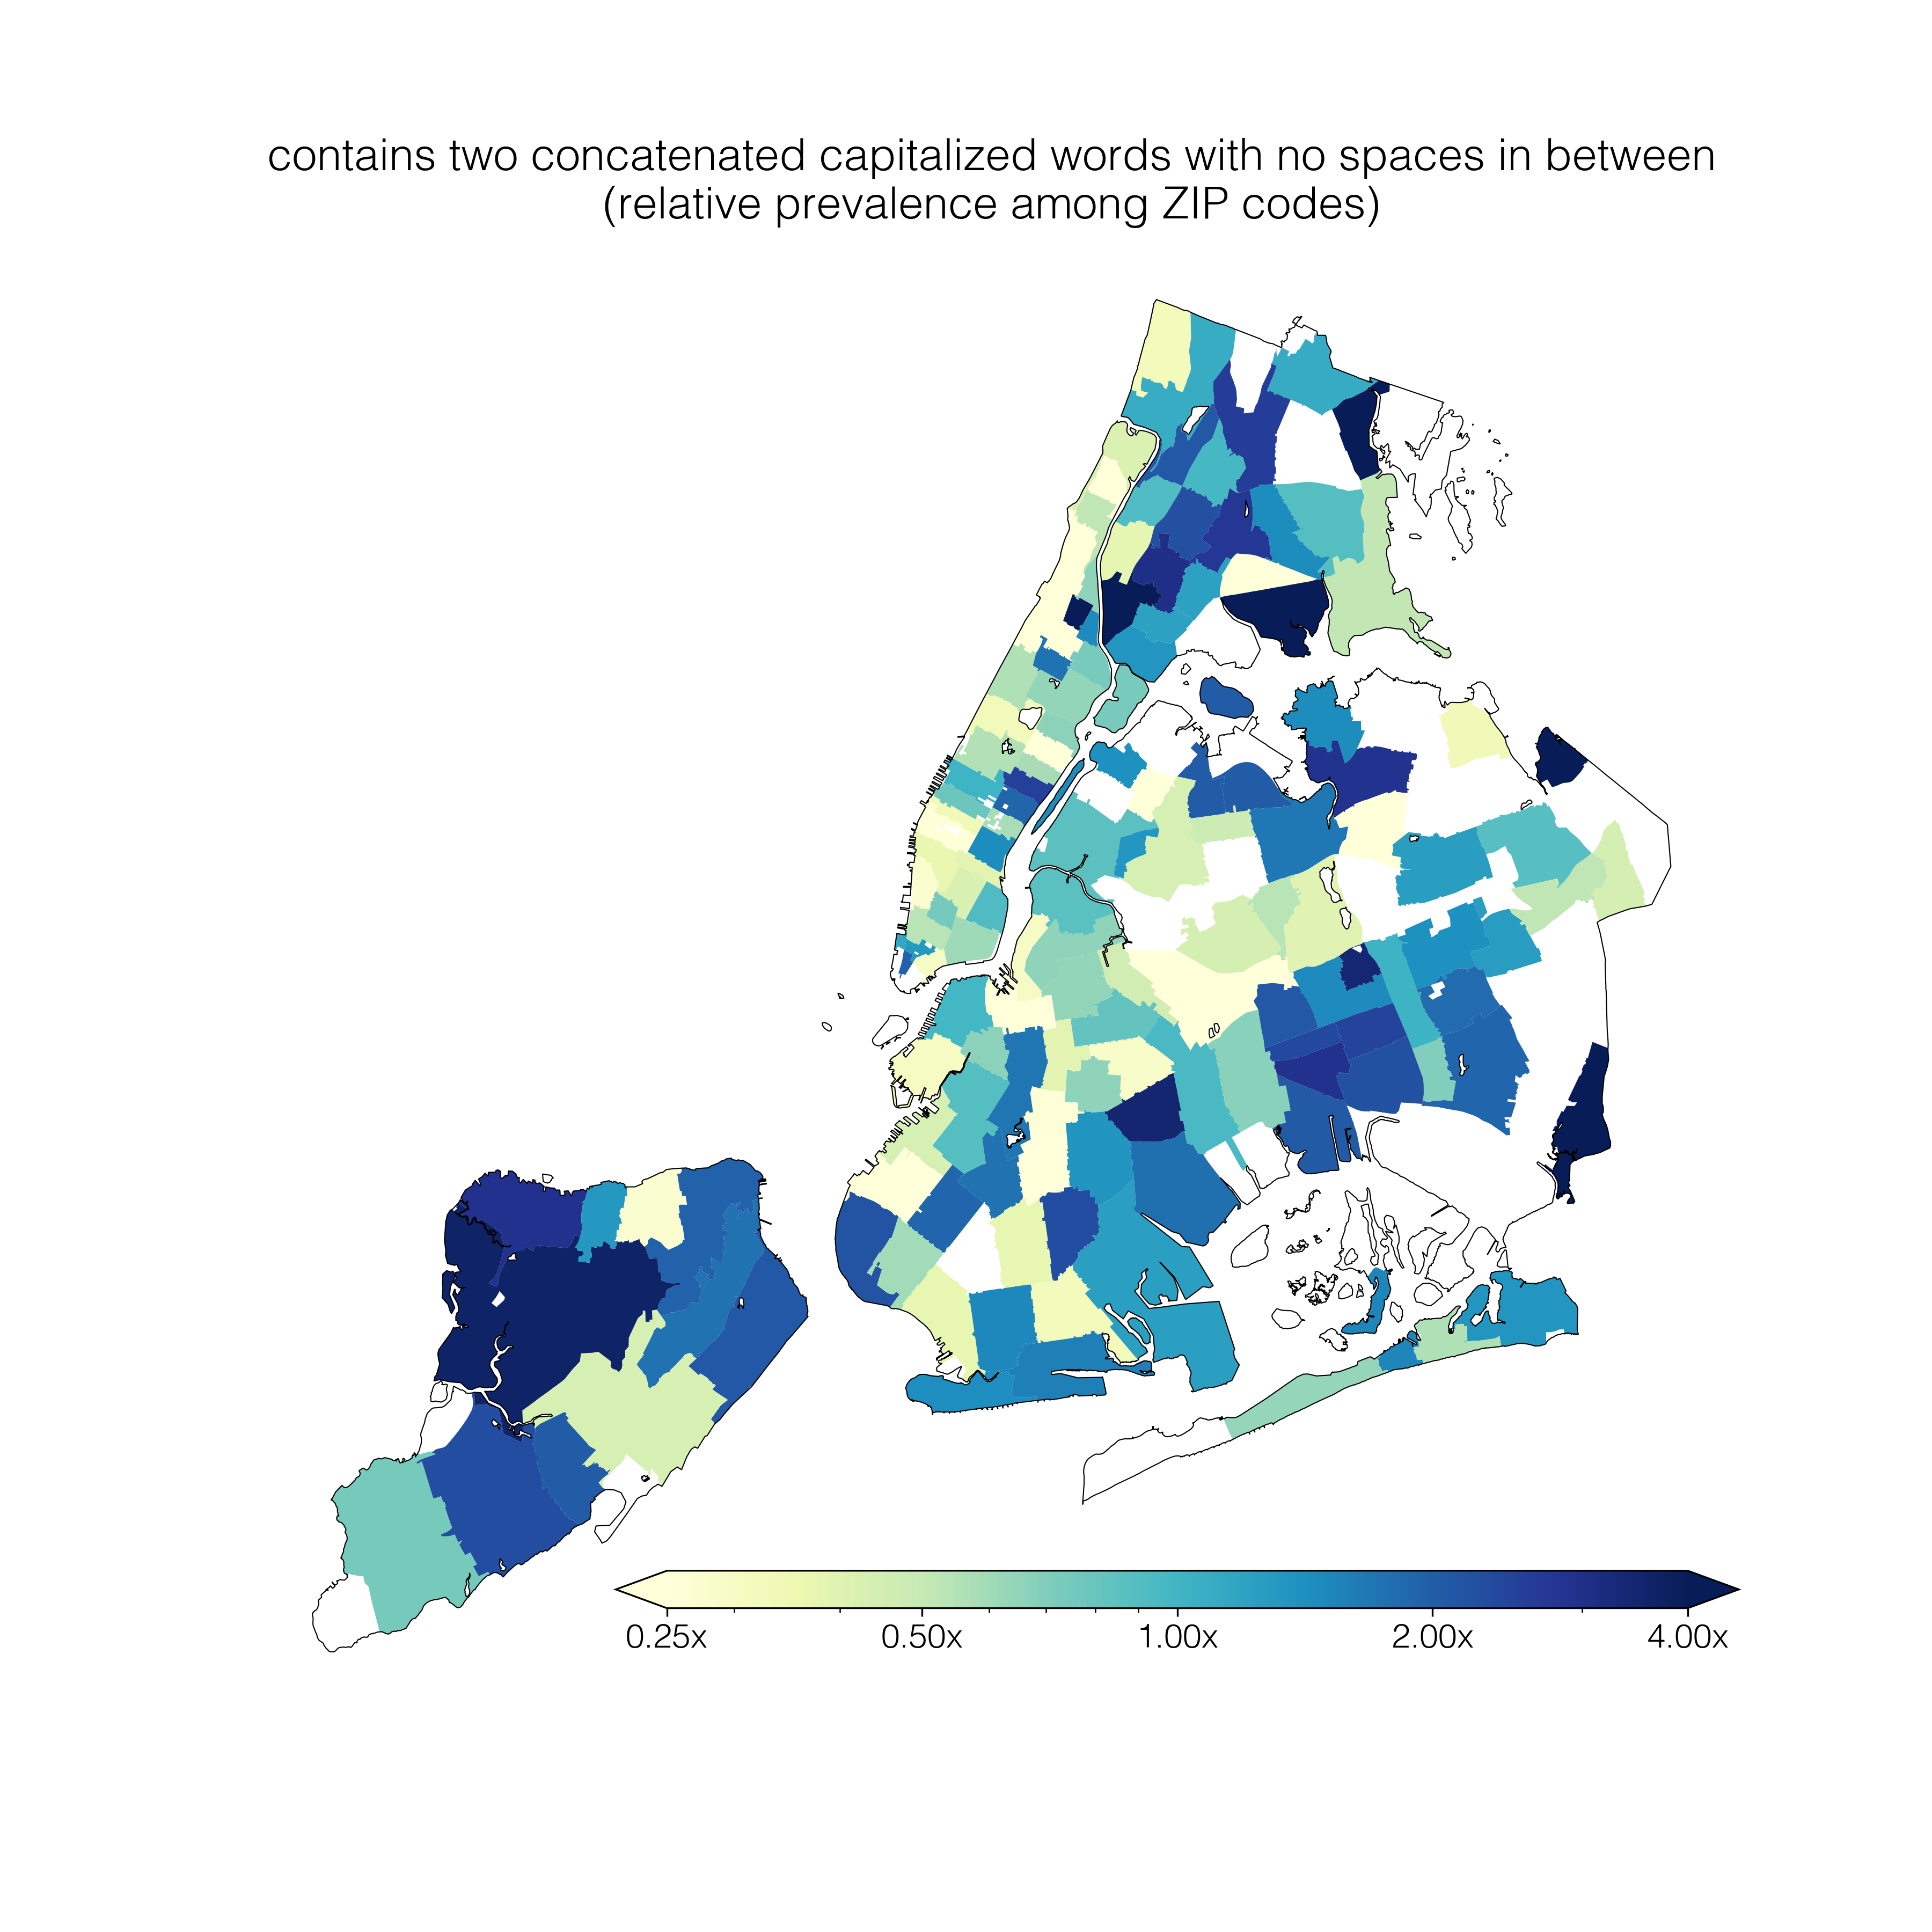 contains two concatenated capitalized words with no spaces in between
(relative prevalence among ZIP codes)
0.25x 0.50x 1.00x 2.00x 4.00x